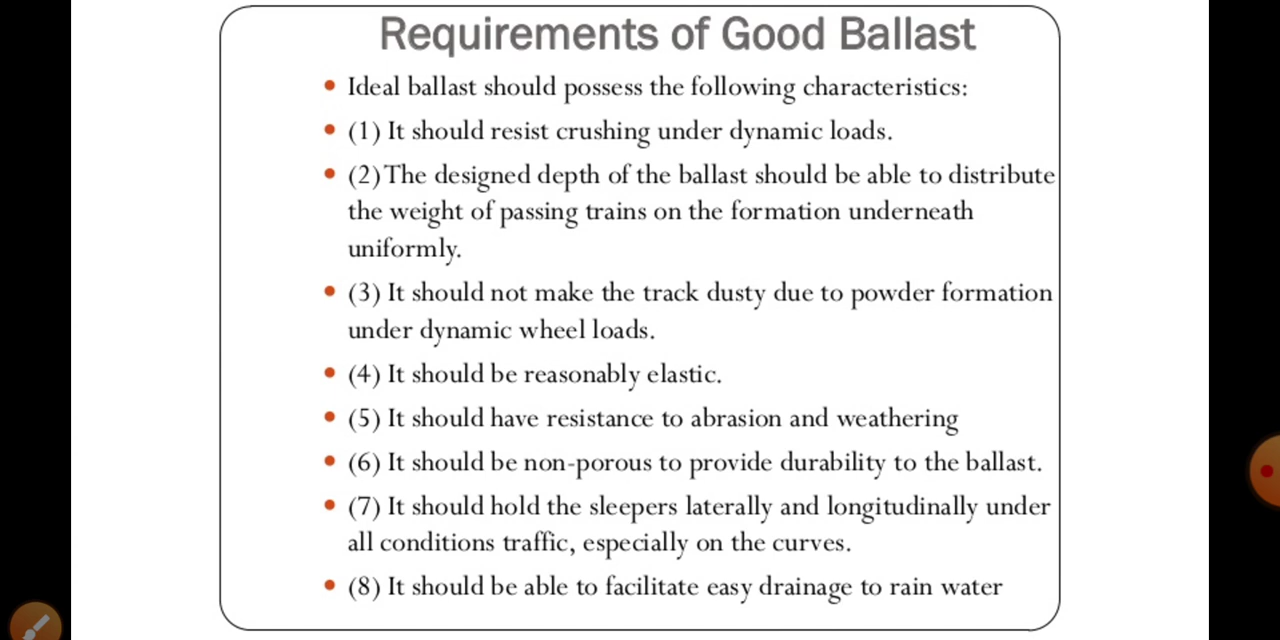 Requirements of Good Ballast
Ideal ballast should possess the following characteristics:
(1) It should resist crushing under dynamic loads.
(2)The designed depth of the ballast should be able to distribute
the weight of passing trains on the formation underneath
uniformly.
(3) It should not make the track dusty due to powder formation
under dynamic wheel loads.
(4) It should be reasonably elastic.
(5) It should have resistance to abrasion and weathering
(6) It should be non-porous to provide durability to the ballast.
(7) It should hold the sleepers laterally and longitudinally under
all conditions traffic, especially on the curves.
(8) It should be able to facilitate easy drainage to rain water